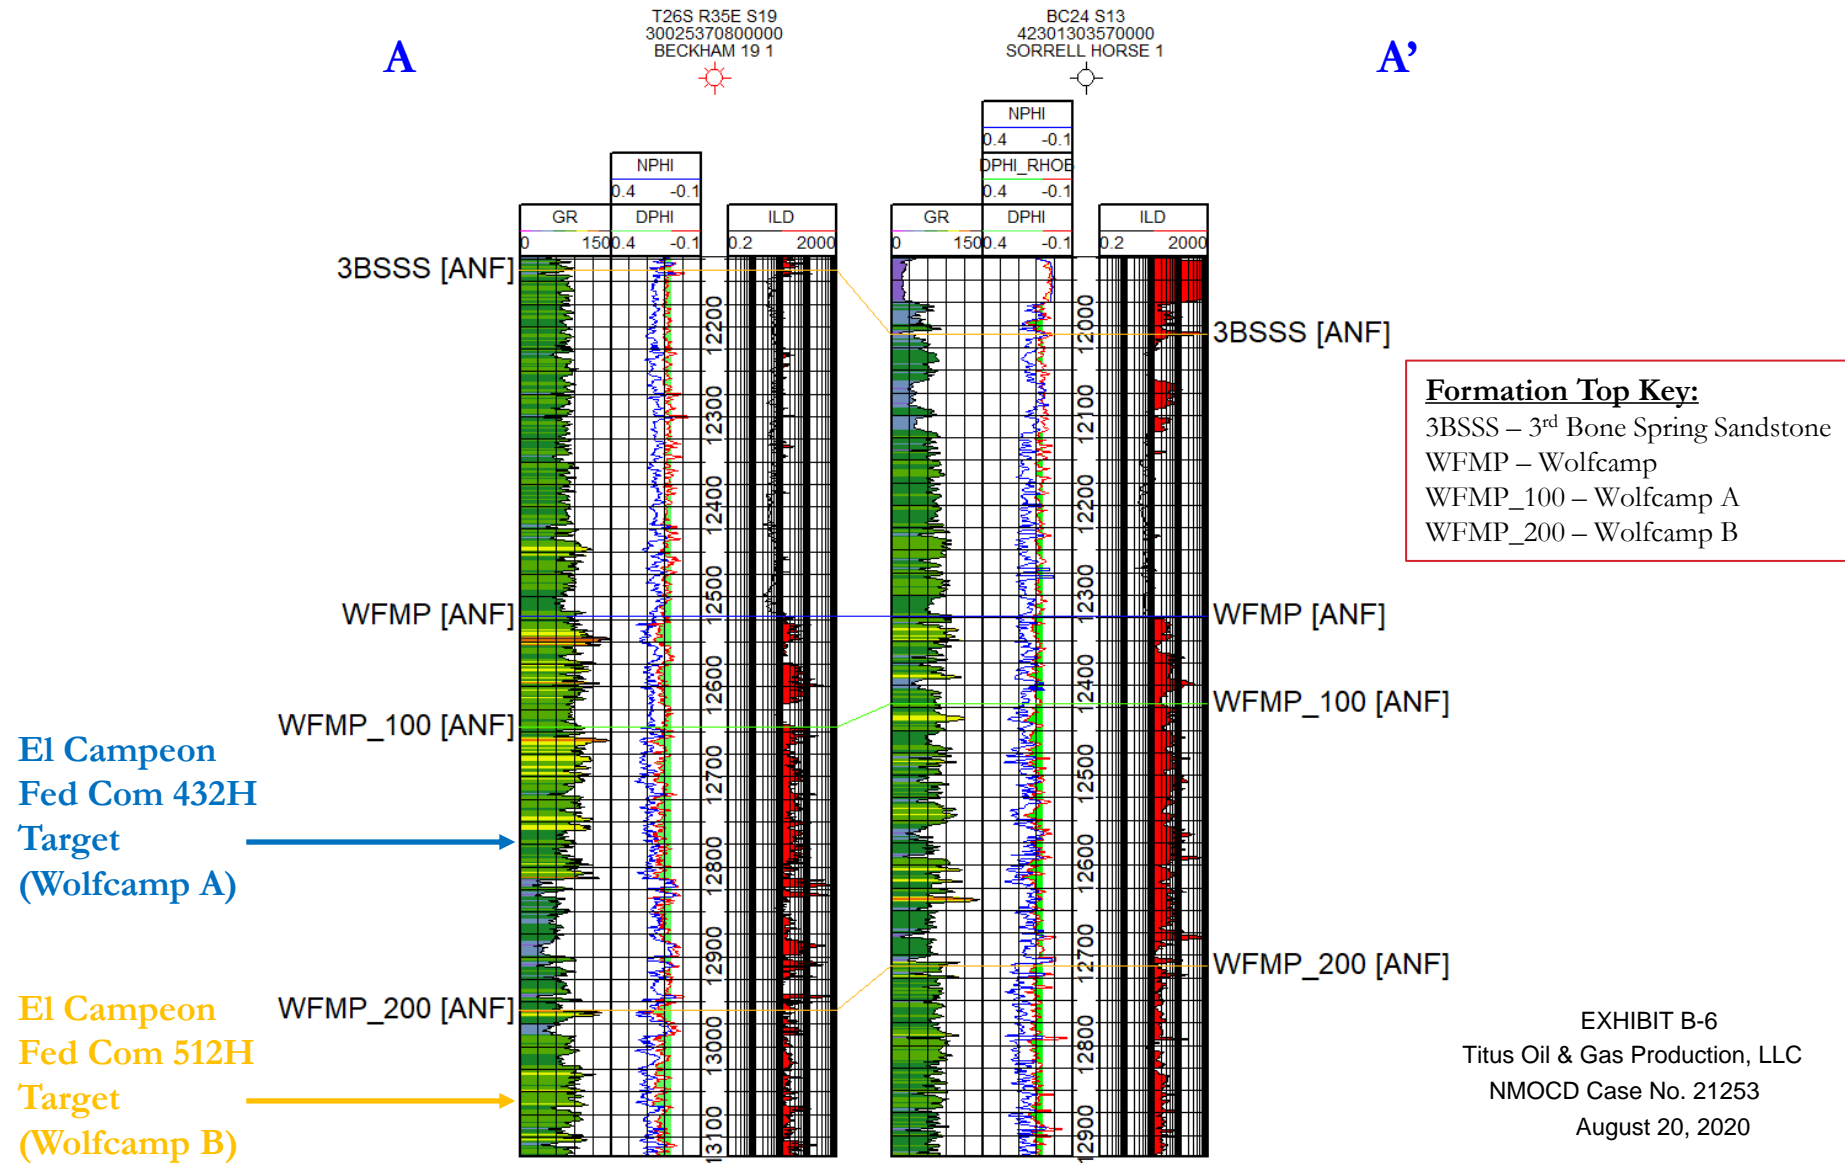 A
T26S R35E S19
30025370800000
BECKHAM 19 1
BC24 S13
42301303570000
SORRELL HORSE 1
A’
NPHI
0.4 -0.1
GR
0 150
DPHI
0.4 -0.1
ILD
0.2 2000
NPHI
0.4 -0.1
DPHI_RHOB
0.4 -0.1
GR
0 150
DPHI
0.4 -0.1
ILD
0.2 2000
3BSSS [ANF]
WFMP [ANF]
WFMP_100 [ANF]
WFMP_200 [ANF]
12200
12300
12400
12500
12600
12700
12800
12900
13000
13100
12000
12100
12200
12300
12400
12500
12600
12700
12800
12900
3BSSS [ANF]
WFMP [ANF]
WFMP_100 [ANF]
WFMP_200 [ANF]
El Campeon
Fed Com 432H
Target
(Wolfcamp A)
El Campeon
Fed Com 512H
Target
(Wolfcamp B)
Formation Top Key:
3BSSS – 3rd Bone Spring Sandstone
WFMP – Wolfcamp
WFMP_100 – Wolfcamp A
WFMP_200 – Wolfcamp B
EXHIBIT B-6
Titus Oil & Gas Production, LLC
NMOCD Case No. 21253
August 20, 2020